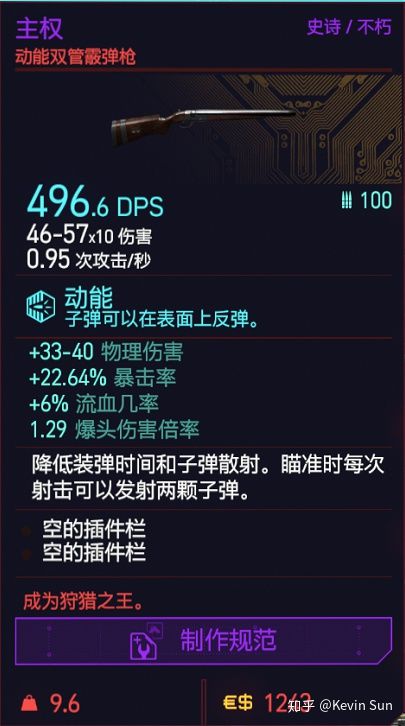 主权
史诗 / 不朽
动能双管霰弹枪
496.6 DPS
100
46-57x10 伤害
0.95 次攻击/秒
动能
子弹可以在表面上反弹。
+33-40 物理伤害
+22.64% 暴击率
+6% 流血几率
1.29 爆头伤害倍率
降低装弹时间和子弹散射。瞄准时每次
射击可以发射两颗子弹。
空的插件栏
空的插件栏
成为狩猎之王。
制作规范
9.6
€$ 1243
知乎 @Kevin Sun